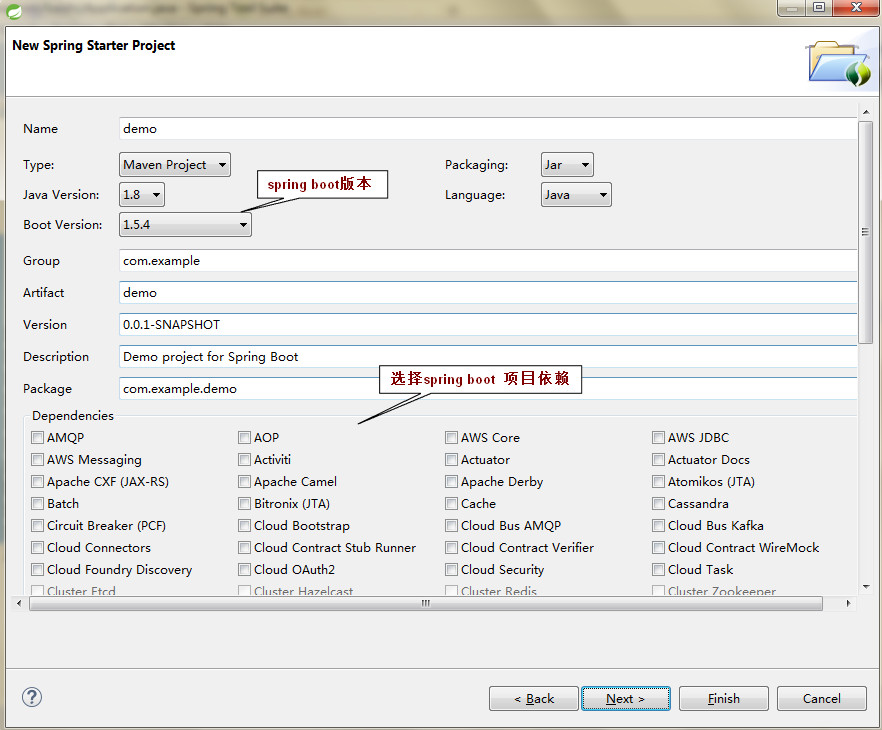 New Spring Starter Project
Name demo
Type: Maven Project Packaging: Jar
spring boot版本
Java Version: 1.8 Language: Java
Boot Version: 1.5.4
Group com.example
Artifact demo
Version 0.0.1-SNAPSHOT
Description Demo project for Spring Boot
选择spring boot 项目依赖
Package com.example.demo
Dependencies
AMQP AOP AWS Core AWS JDBC
AWS Messaging Activiti Actuator Actuator Docs
Apache CXF (JAX-RS) Apache Camel Apache Derby Atomikos (JTA)
Batch Bitronix (JTA) Cache Cassandra
Circuit Breaker (PCF) Cloud Bootstrap Cloud Bus AMQP Cloud Bus Kafka
Cloud Connectors Cloud Contract Stub Runner Cloud Contract Verifier Cloud Contract WireMock
Cloud Foundry Discovery Cloud OAuth2 Cloud Security Cloud Task
Cluster Etcd Cluster Hazelcast Cluster Redis Cluster Zookeeper
? < Back Next > Finish Cancel